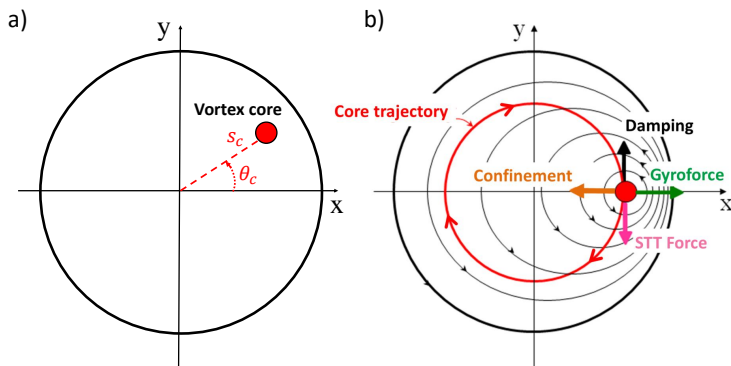 a)
y
Vortex core
s_c
θ_c
x
b)
y
Core trajectory
Damping
Confinement
Gyroforce
x
STT Force